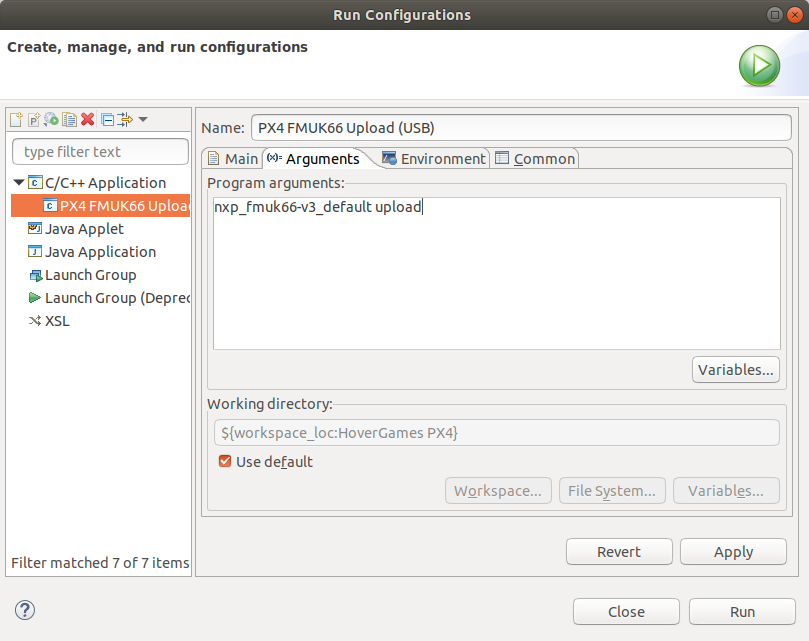 Run Configurations
Create, manage, and run configurations
type filter text
C/C++ Application
PX4 FMUK66 Uploa
Java Applet
Java Application
Launch Group
Launch Group (Deprec
XSL
Filter matched 7 of 7 items
Name: PX4 FMUK66 Upload (USB)
Main (x)= Arguments Environment Common
Program arguments:
nxp_fmuk66-v3_default upload
Variables...
Working directory:
${workspace_loc:HoverGames PX4}
Use default
Workspace... File System... Variables...
Revert Apply
? Close Run